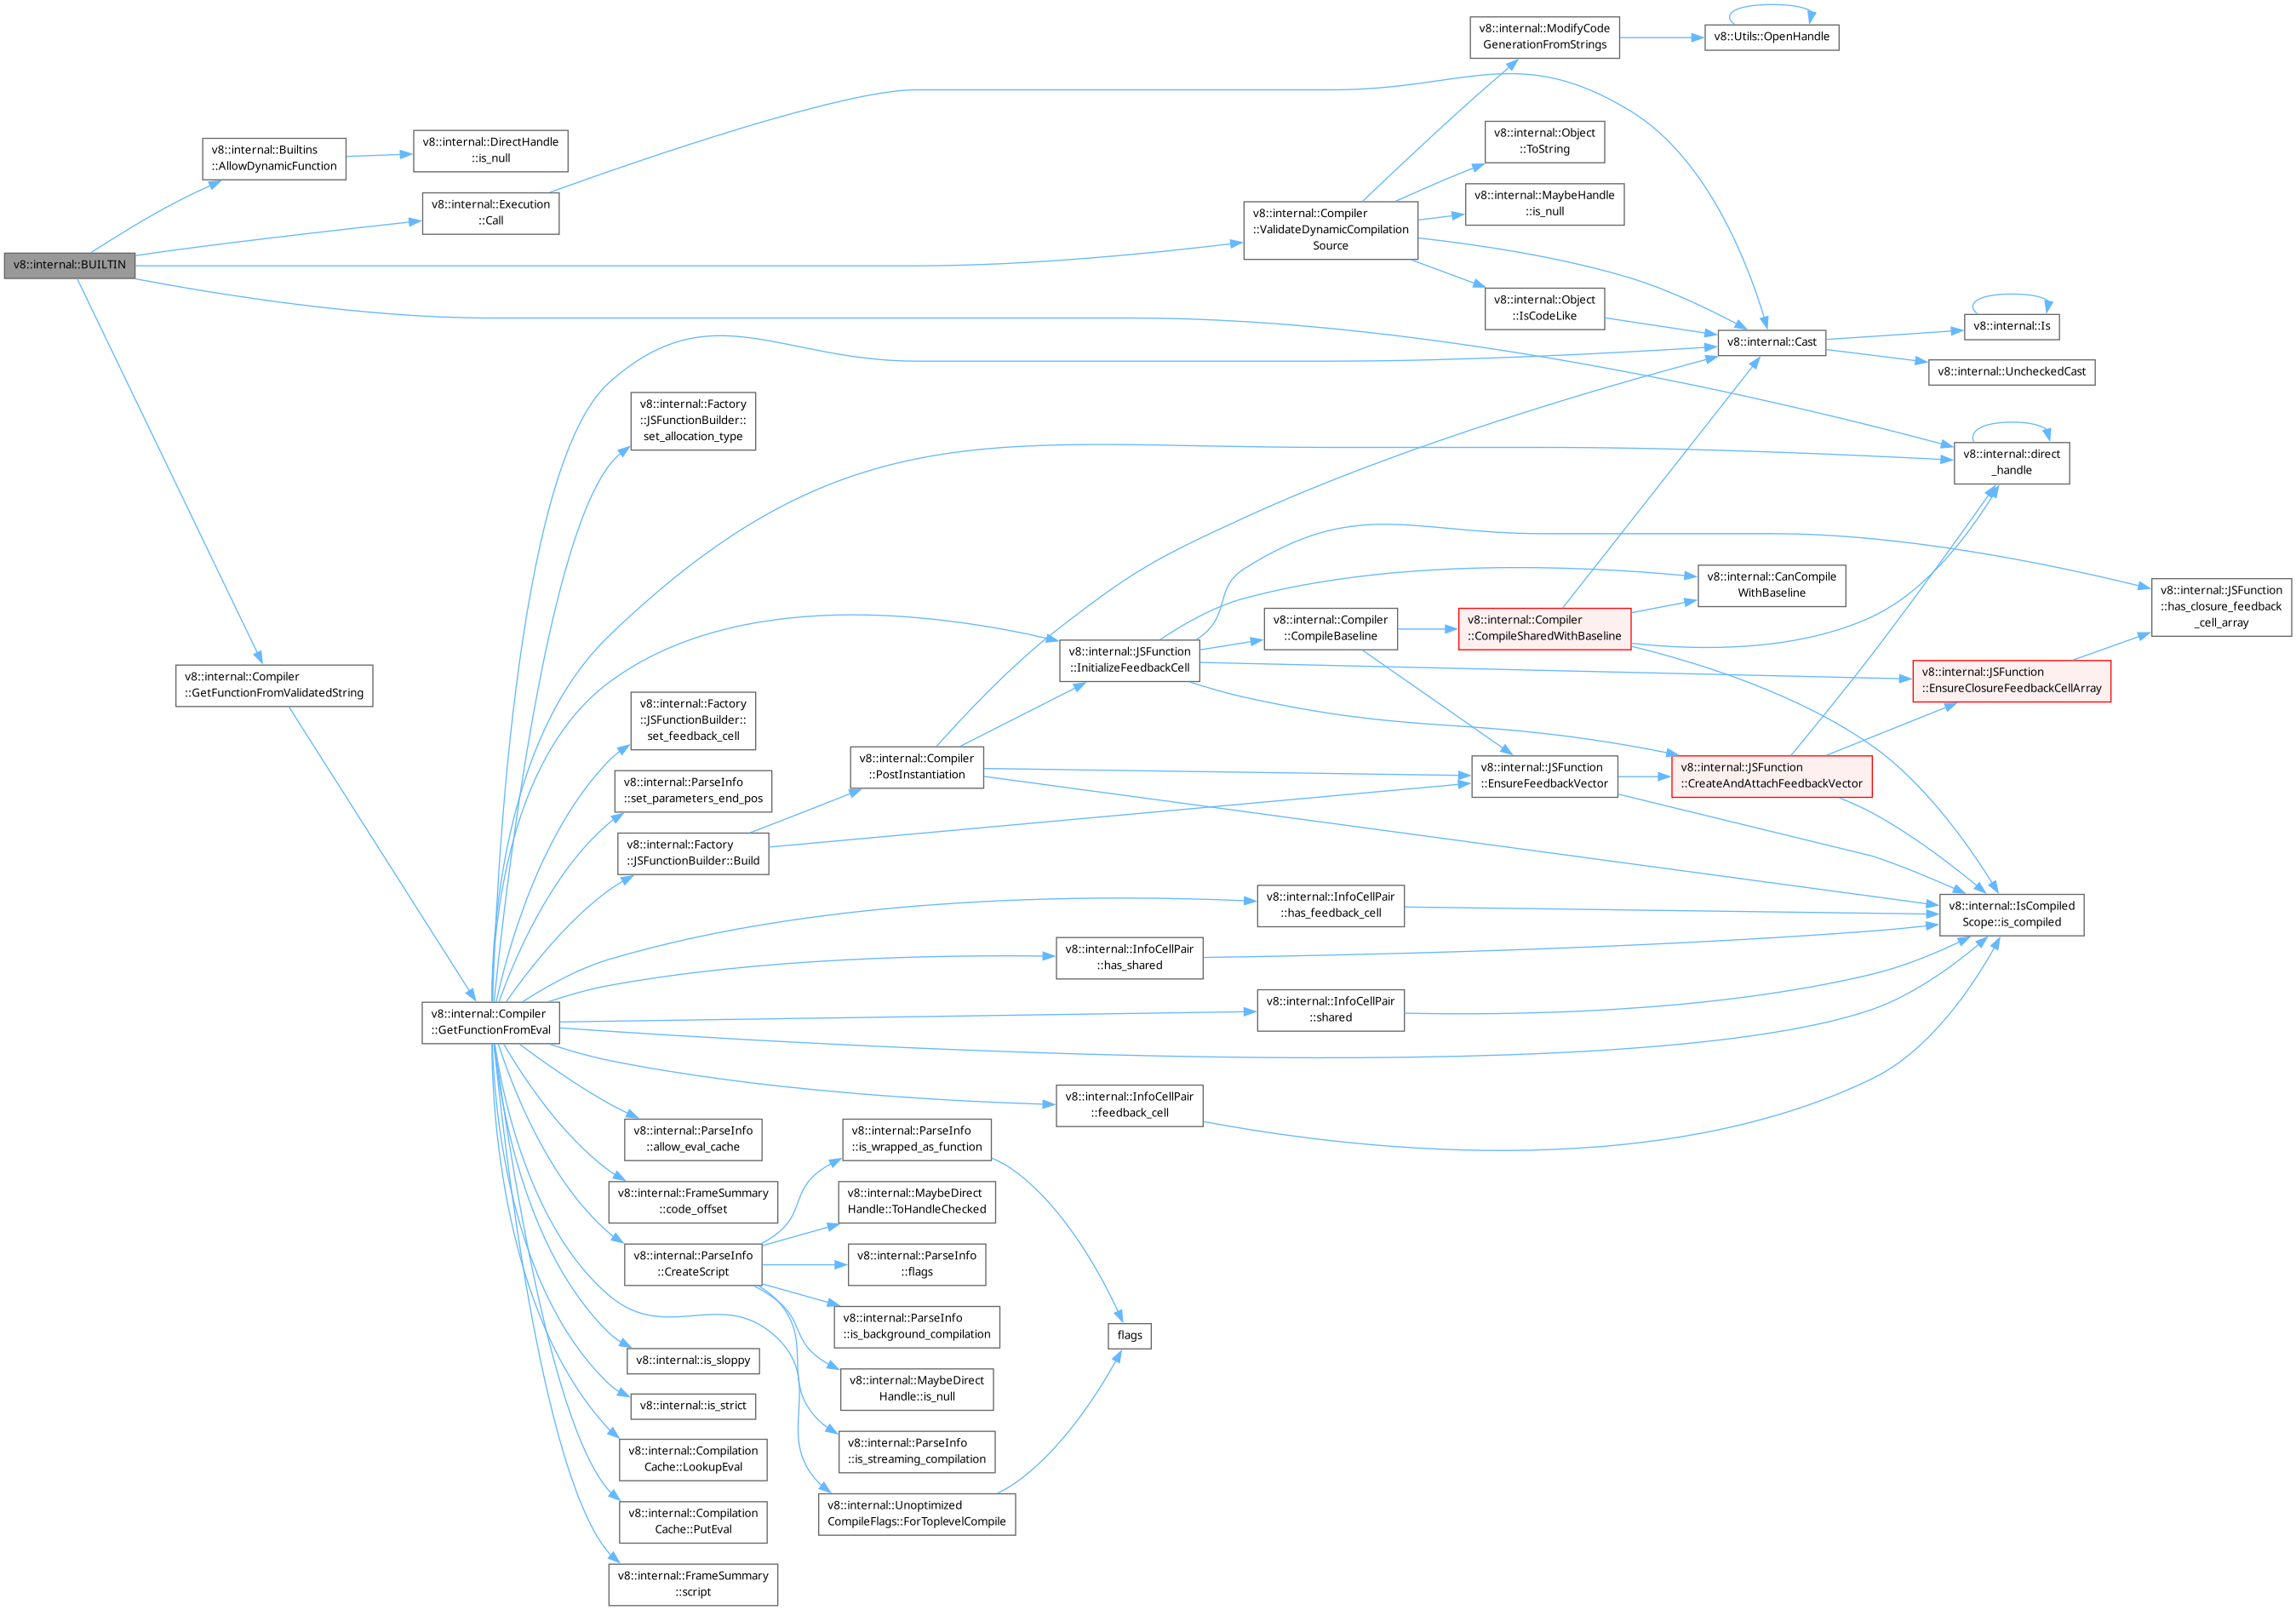 v8::internal::BUILTIN
v8::internal::Builtins
::AllowDynamicFunction
v8::internal::DirectHandle
::is_null
v8::internal::Execution
::Call
v8::internal::Compiler
::GetFunctionFromValidatedString
v8::internal::Compiler
::GetFunctionFromEval
v8::internal::Factory
::JSFunctionBuilder::
set_allocation_type
v8::internal::Factory
::JSFunctionBuilder::
set_feedback_cell
v8::internal::ParseInfo
::set_parameters_end_pos
v8::internal::Factory
::JSFunctionBuilder::Build
v8::internal::ParseInfo
::allow_eval_cache
v8::internal::FrameSummary
::code_offset
v8::internal::ParseInfo
::CreateScript
v8::internal::is_sloppy
v8::internal::is_strict
v8::internal::Compilation
Cache::LookupEval
v8::internal::Compilation
Cache::PutEval
v8::internal::FrameSummary
::script
v8::internal::Compiler
::PostInstantiation
v8::internal::ParseInfo
::is_wrapped_as_function
v8::internal::MaybeDirect
Handle::ToHandleChecked
v8::internal::ParseInfo
::flags
v8::internal::ParseInfo
::is_background_compilation
v8::internal::MaybeDirect
Handle::is_null
v8::internal::ParseInfo
::is_streaming_compilation
v8::internal::Unoptimized
CompileFlags::ForToplevelCompile
flags
v8::internal::JSFunction
::InitializeFeedbackCell
v8::internal::InfoCellPair
::has_feedback_cell
v8::internal::InfoCellPair
::has_shared
v8::internal::InfoCellPair
::shared
v8::internal::InfoCellPair
::feedback_cell
v8::internal::Compiler
::ValidateDynamicCompilation
Source
v8::internal::Compiler
::CompileBaseline
v8::internal::ModifyCode
GenerationFromStrings
v8::internal::Object
::ToString
v8::internal::MaybeHandle
::is_null
v8::internal::Object
::IsCodeLike
v8::internal::Compiler
::CompileSharedWithBaseline
v8::internal::JSFunction
::EnsureFeedbackVector
v8::Utils::OpenHandle
v8::internal::Cast
v8::internal::CanCompile
WithBaseline
v8::internal::JSFunction
::CreateAndAttachFeedbackVector
v8::internal::Is
v8::internal::UncheckedCast
v8::internal::direct
_handle
v8::internal::JSFunction
::EnsureClosureFeedbackCellArray
v8::internal::IsCompiled
Scope::is_compiled
v8::internal::JSFunction
::has_closure_feedback
_cell_array